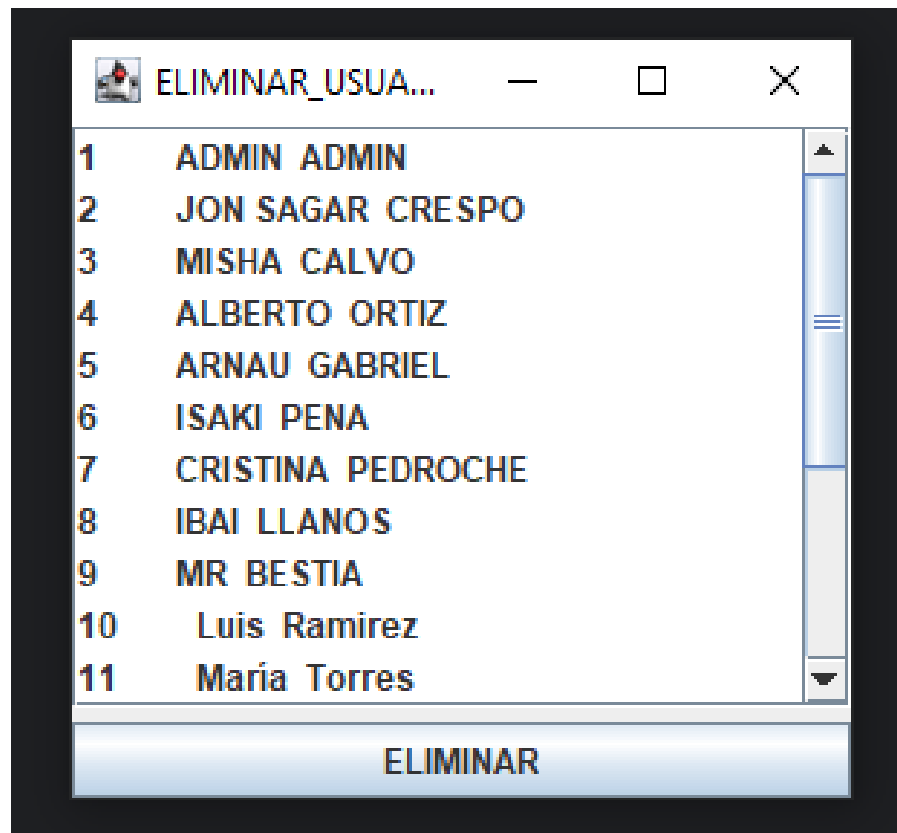 ELIMINAR_USUA...
1 ADMIN ADMIN
2 JON SAGAR CRESPO
3 MISHA CALVO
4 ALBERTO ORTIZ
5 ARNAU GABRIEL
6 ISAKI PENA
7 CRISTINA PEDROCHE
8 IBAI LLANOS
9 MR BESTIA
10 Luis Ramirez
11 María Torres
ELIMINAR